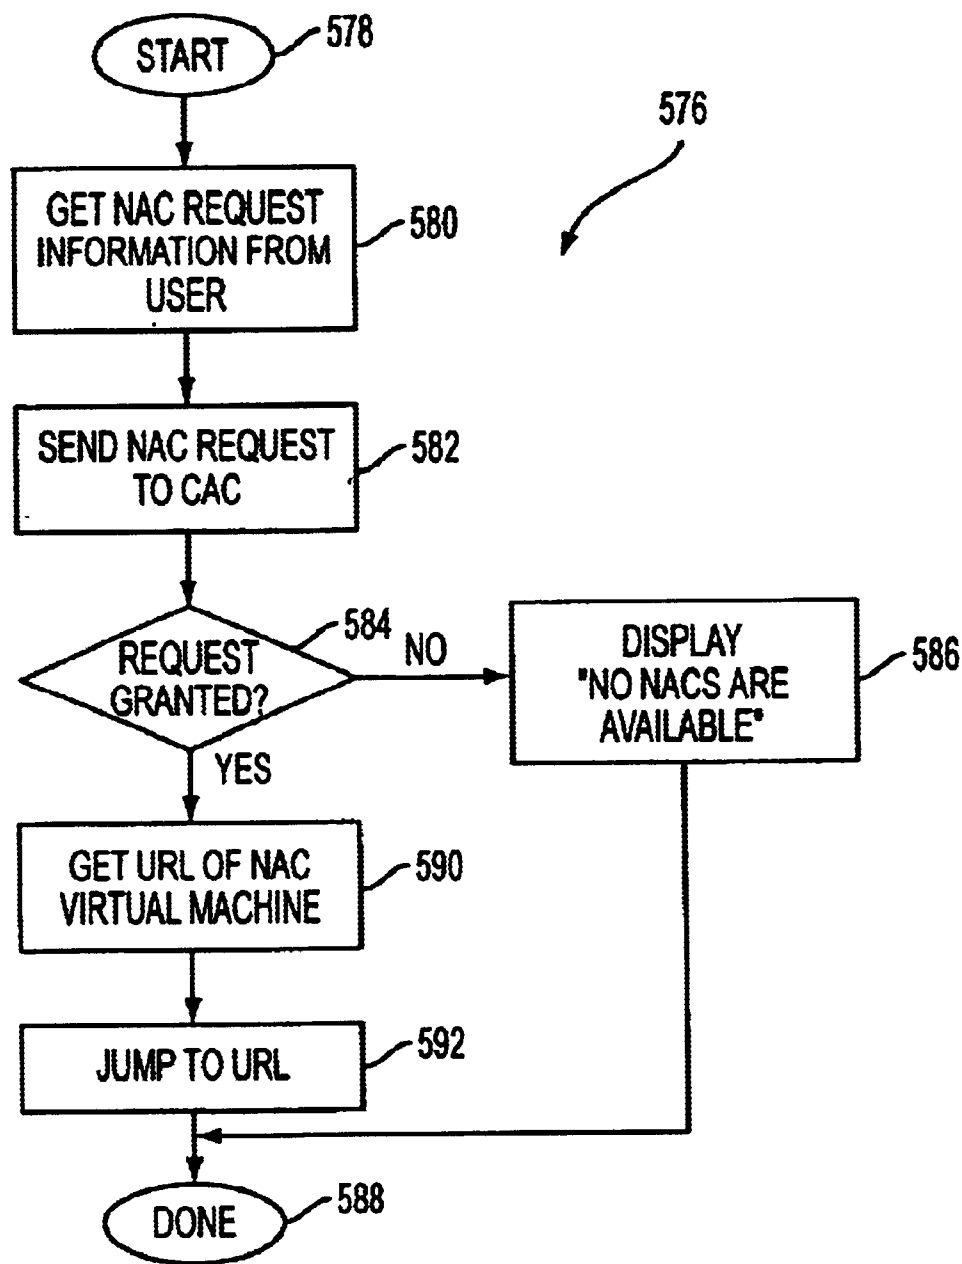 START
578
576
GET NAC REQUEST
INFORMATION FROM
USER
580
SEND NAC REQUEST
TO CAC
582
REQUEST
GRANTED?
584
NO
DISPLAY
"NO NACS ARE
AVAILABLE"
586
YES
GET URL OF NAC
VIRTUAL MACHINE
590
JUMP TO URL
592
DONE
588